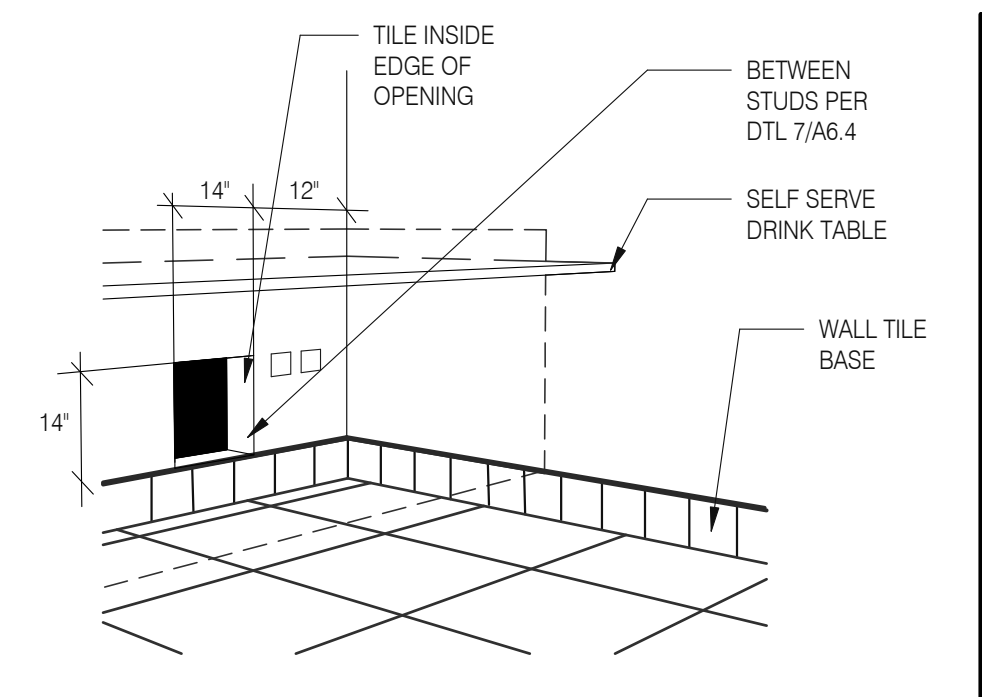 TILE INSIDE
EDGE OF
OPENING
BETWEEN
STUDS PER
DTL 7/A6.4
14"
12"
SELF SERVE
DRINK TABLE
WALL TILE
BASE
14"